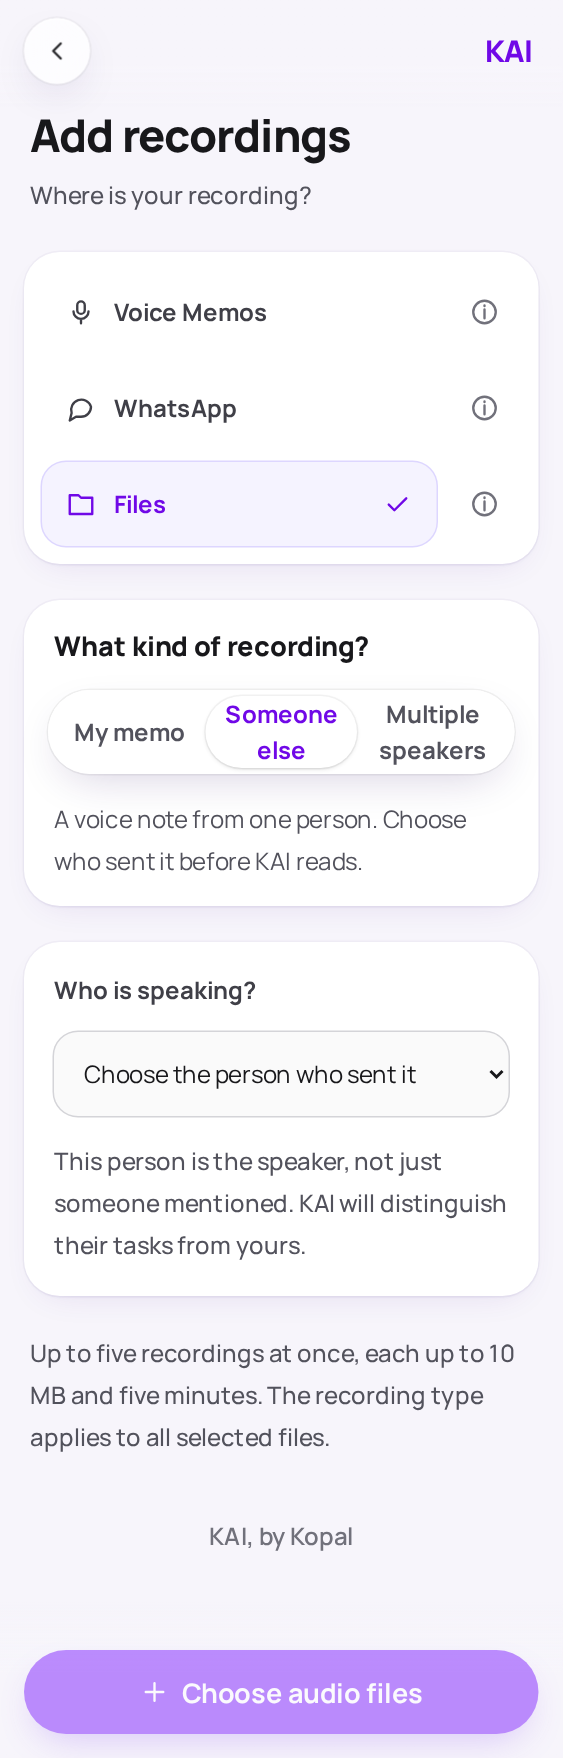 KAI
Add recordings
Where is your recording?
Voice Memos
WhatsApp
Files
What kind of recording?
My memo
Someone
else
Multiple
speakers
A voice note from one person. Choose
who sent it before KAI reads.
Who is speaking?
Choose the person who sent it
This person is the speaker, not just
someone mentioned. KAI will distinguish
their tasks from yours.
Up to five recordings at once, each up to 10
MB and five minutes. The recording type
applies to all selected files.
KAI, by Kopal
Choose audio files